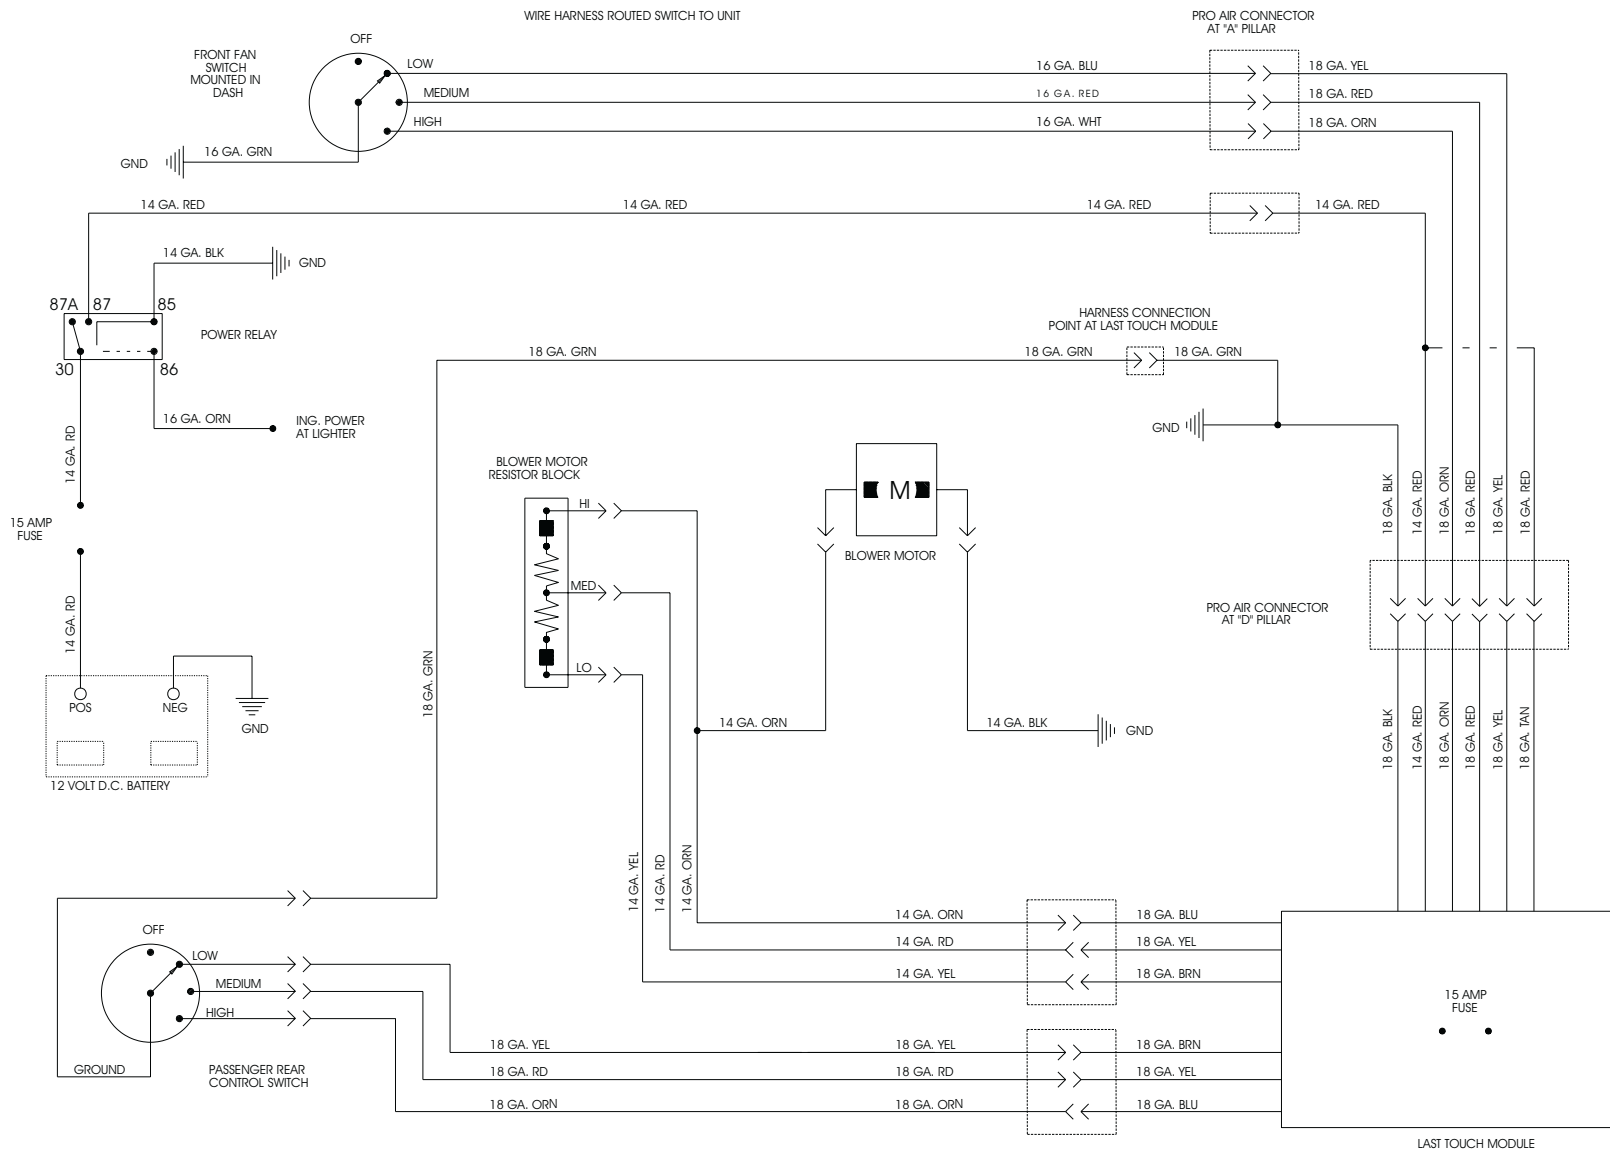 WIRE HARNESS ROUTED SWITCH TO UNIT
PRO AIR CONNECTOR
AT "A" PILLAR
OFF
FRONT FAN
SWITCH
MOUNTED IN
DASH
LOW
MEDIUM
HIGH
16 GA. BLU
16 GA. RED
16 GA. WHT
18 GA. YEL
18 GA. RED
18 GA. ORN
GND
16 GA. GRN
14 GA. RED
14 GA. RED
14 GA. RED
14 GA. RED
14 GA. BLK
GND
87A
87
85
POWER RELAY
30
86
HARNESS CONNECTION
POINT AT LAST TOUCH MODULE
18 GA. GRN
18 GA. GRN
18 GA. GRN
16 GA. ORN
ING. POWER
AT LIGHTER
GND
14 GA. RD
15 AMP
FUSE
14 GA. RD
BLOWER MOTOR
RESISTOR BLOCK
HI
MED
LO
M
BLOWER MOTOR
18 GA. BLK
14 GA. RED
18 GA. ORN
18 GA. RED
18 GA. YEL
18 GA. RED
PRO AIR CONNECTOR
AT "D" PILLAR
18 GA. GRN
POS
NEG
GND
12 VOLT D.C. BATTERY
14 GA. ORN
14 GA. BLK
GND
18 GA. BLK
14 GA. RED
18 GA. ORN
18 GA. RED
18 GA. YEL
18 GA. TAN
14 GA. YEL
14 GA. RD
14 GA. ORN
14 GA. ORN
14 GA. RD
14 GA. YEL
18 GA. BLU
18 GA. YEL
18 GA. BRN
OFF
LOW
MEDIUM
HIGH
GROUND
PASSENGER REAR
CONTROL SWITCH
18 GA. YEL
18 GA. RD
18 GA. ORN
18 GA. YEL
18 GA. RD
18 GA. ORN
18 GA. BRN
18 GA. YEL
18 GA. BLU
15 AMP
FUSE
LAST TOUCH MODULE